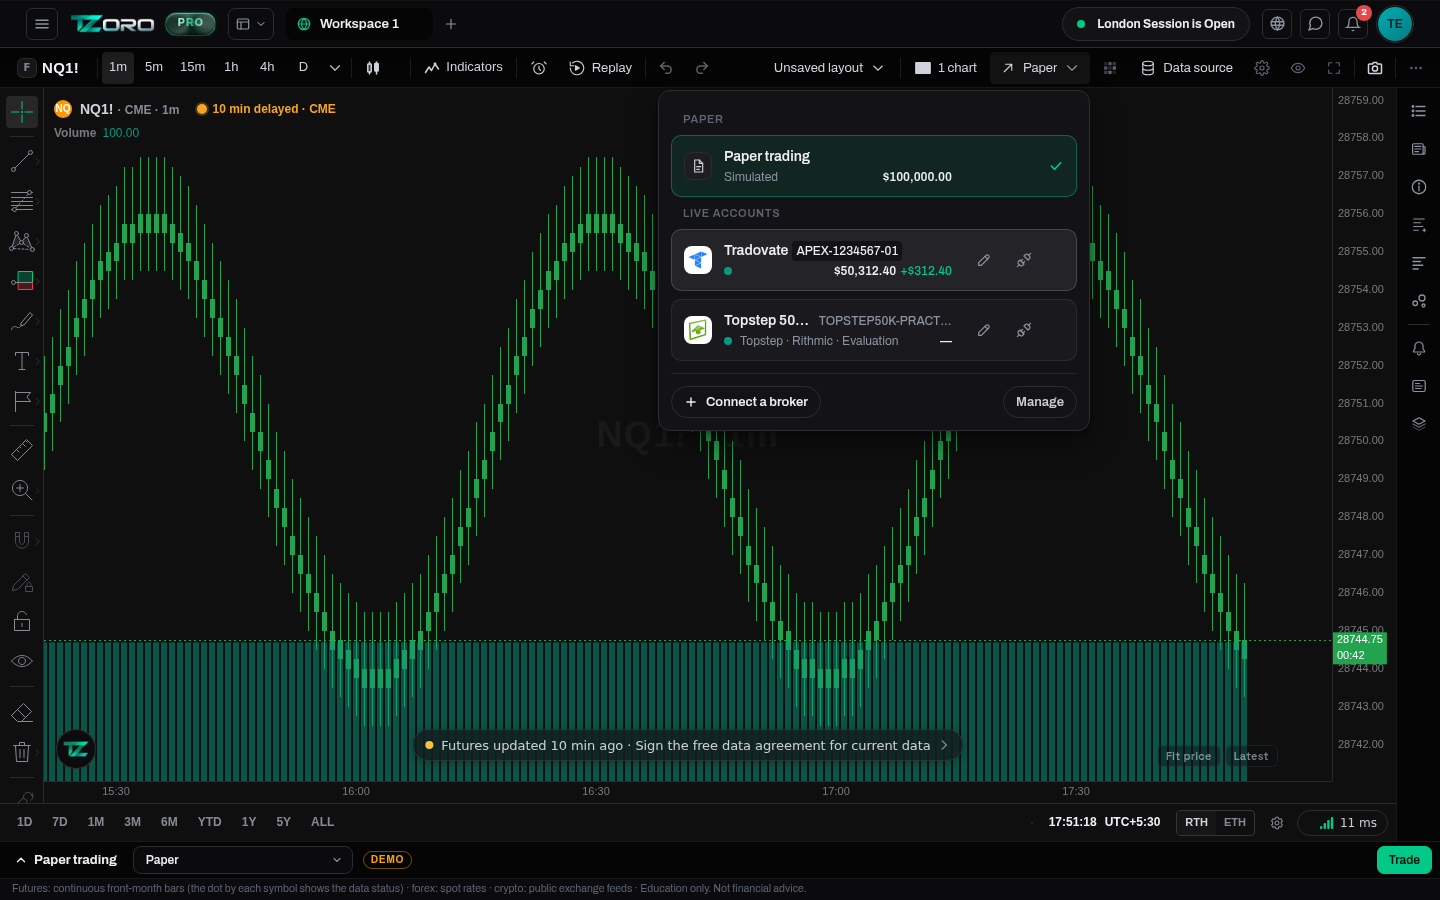 TZORO PRO
Workspace 1
London Session is Open
2
TE
F NQ1! 1m 5m 15m 1h 4h D Indicators Replay Unsaved layout 1 chart Paper Data source
NQ NQ1! · CME · 1m 10 min delayed · CME
Volume 100.00
PAPER
Paper trading
Simulated $100,000.00
LIVE ACCOUNTS
Tradovate APEX-1234567-01
$50,312.40 +$312.40
Topstep 50... TOPSTEP50K-PRACT...
Topstep · Rithmic · Evaluation —
Connect a broker Manage
28759.00
28758.00
28757.00
28756.00
28755.00
28754.00
28753.00
28752.00
28751.00
28750.00
28749.00
28748.00
28747.00
28746.00
28745.00
28744.75
00:42
28744.00
28743.00
28742.00
NQ1! 1m
Futures updated 10 min ago · Sign the free data agreement for current data
Fit price Latest
15:30 16:00 16:30 17:00 17:30
1D 7D 1M 3M 6M YTD 1Y 5Y ALL 17:51:18 UTC+5:30 RTH ETH 11 ms
Paper trading Paper DEMO Trade
Futures: continuous front-month bars (the dot by each symbol shows the data status) · forex: spot rates · crypto: public exchange feeds · Education only. Not financial advice.